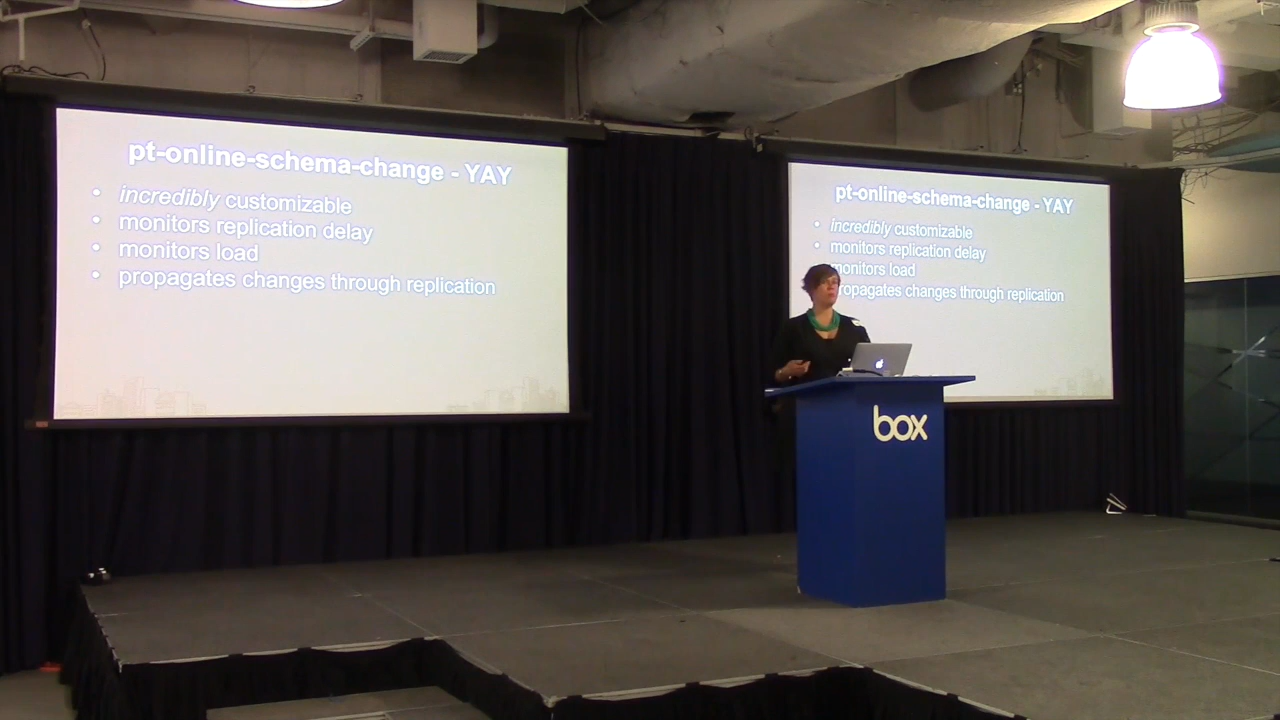 pt-online-schema-change - YAY
• incredibly customizable
• monitors replication delay
• monitors load
• propagates changes through replication
pt-online-schema-change - YAY
• incredibly customizable
• monitors replication delay
monitors load
ropagates changes through replication
box